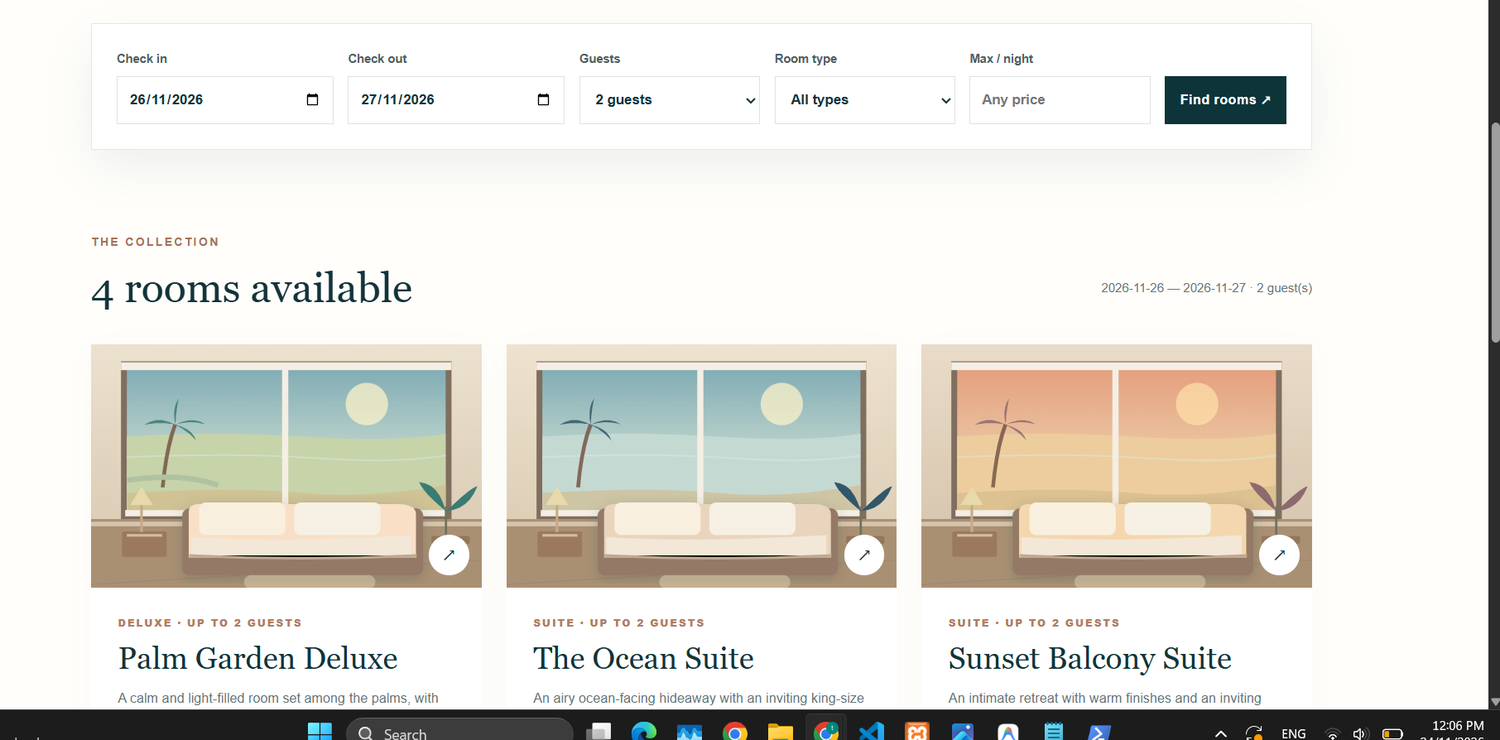 Check in
Check out
Guests
Room type
Max / night
26/11/2026
27/11/2026
2 guests
All types
Any price
Find rooms ↗
THE COLLECTION
4 rooms available
2026-11-26 — 2026-11-27 · 2 guest(s)
DELUXE · UP TO 2 GUESTS
Palm Garden Deluxe
A calm and light-filled room set among the palms, with
SUITE · UP TO 2 GUESTS
The Ocean Suite
An airy ocean-facing hideaway with an inviting king-size
SUITE · UP TO 2 GUESTS
Sunset Balcony Suite
An intimate retreat with warm finishes and an inviting
Search
ENG
12:06 PM